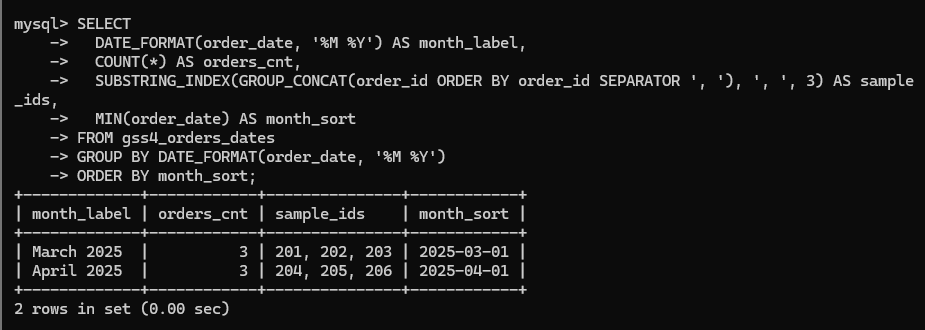 mysql> SELECT
    ->   DATE_FORMAT(order_date, '%M %Y') AS month_label,
    ->   COUNT(*) AS orders_cnt,
    ->   SUBSTRING_INDEX(GROUP_CONCAT(order_id ORDER BY order_id SEPARATOR ', '), ', ', 3) AS sample
_ids,
    ->   MIN(order_date) AS month_sort
    -> FROM gss4_orders_dates
    -> GROUP BY DATE_FORMAT(order_date, '%M %Y')
    -> ORDER BY month_sort;
+-------------+------------+---------------+------------+
| month_label | orders_cnt | sample_ids    | month_sort |
+-------------+------------+---------------+------------+
| March 2025  |          3 | 201, 202, 203 | 2025-03-01 |
| April 2025  |          3 | 204, 205, 206 | 2025-04-01 |
+-------------+------------+---------------+------------+
2 rows in set (0.00 sec)